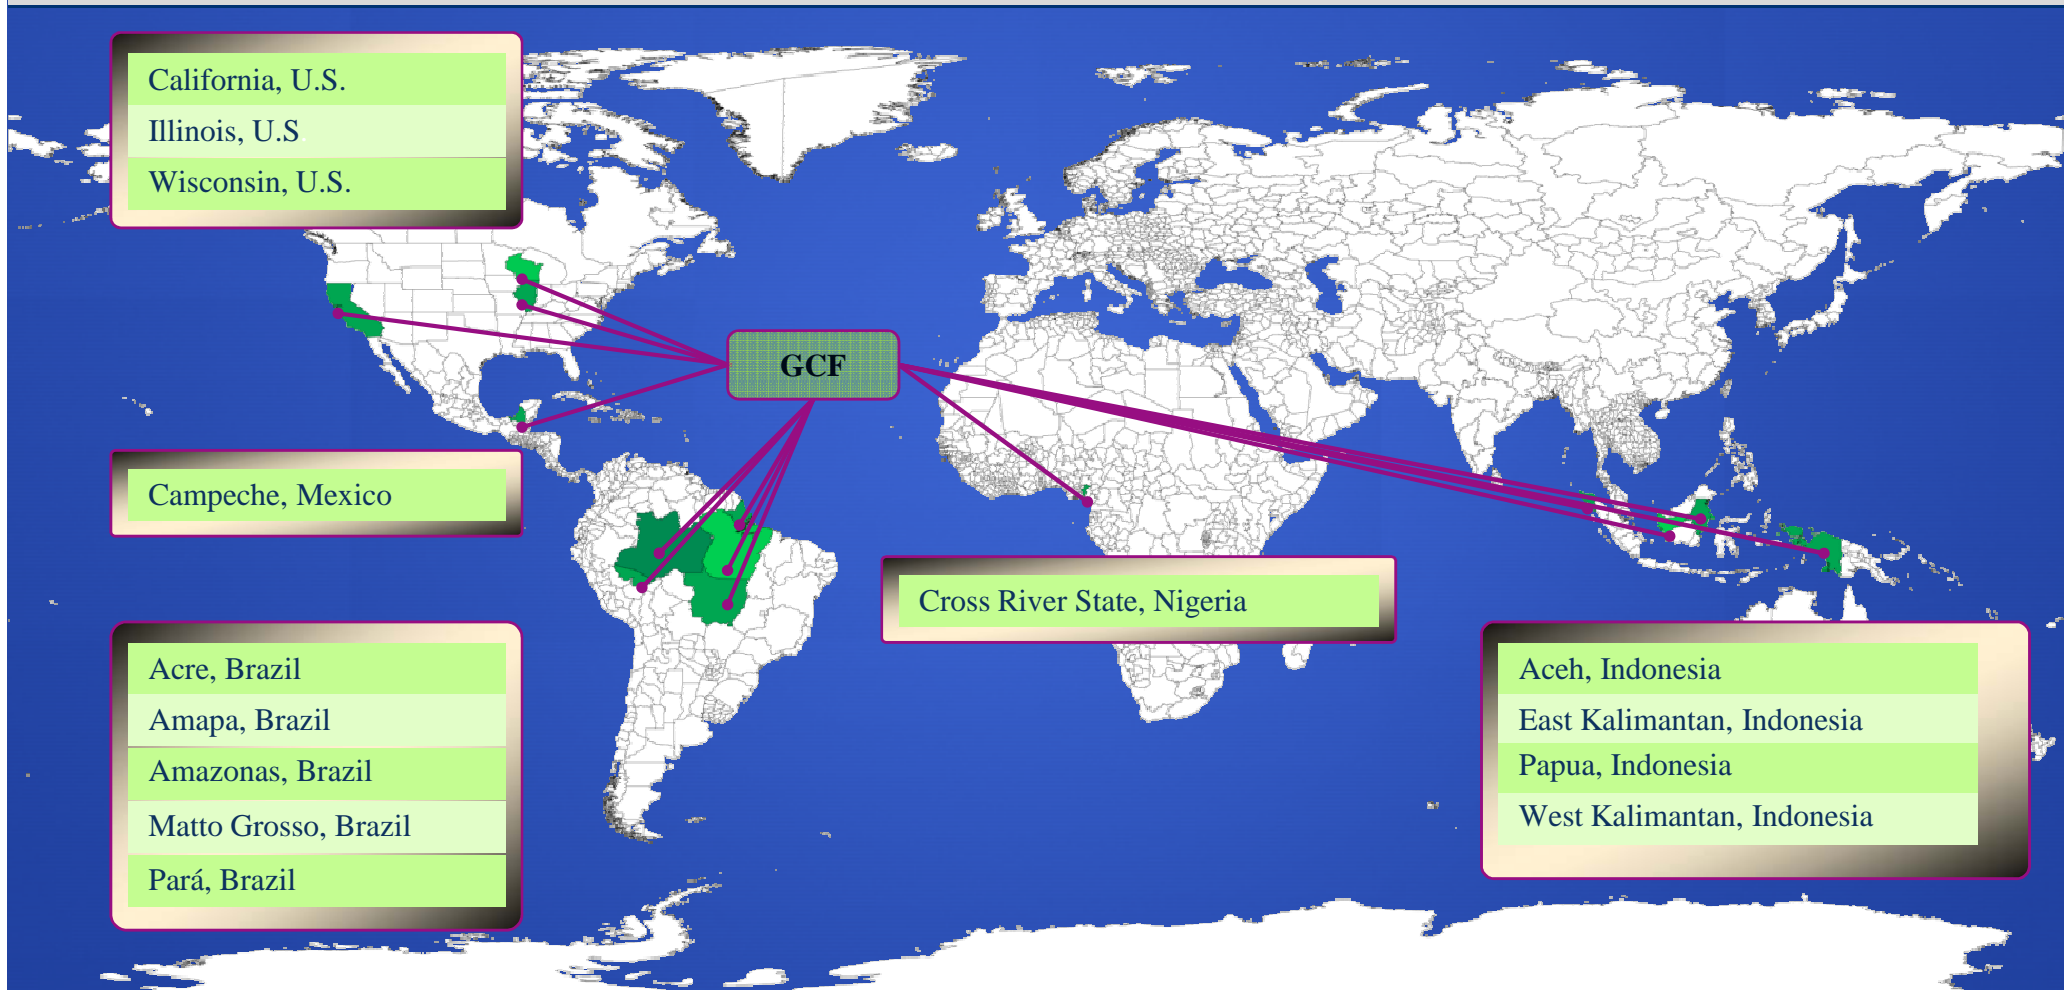 California, U.S.
Illinois, U.S
Wisconsin, U.S.
GCF
Campeche, Mexico
Cross River State, Nigeria
Acre, Brazil
Amapa, Brazil
Amazonas, Brazil
Matto Grosso, Brazil
Pará, Brazil
Aceh, Indonesia
East Kalimantan, Indonesia
Papua, Indonesia
West Kalimantan, Indonesia